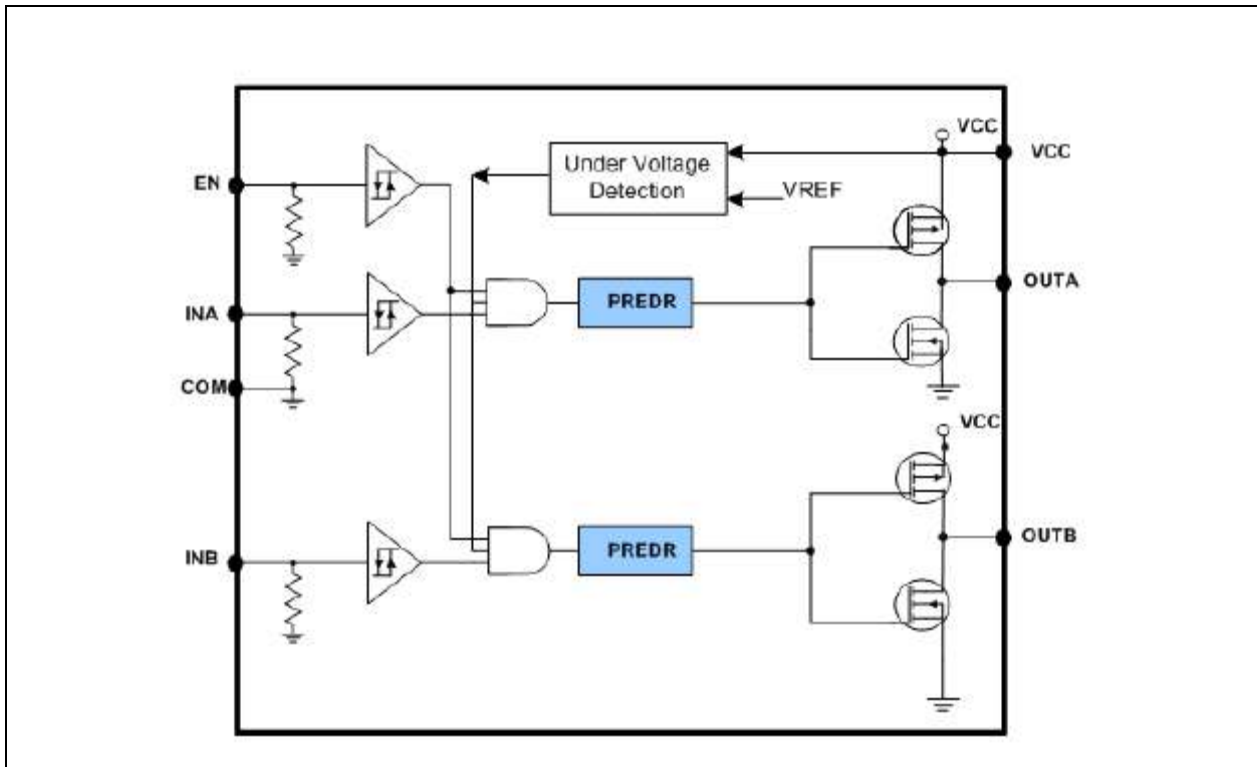 VCC
VCC
Under Voltage
Detection
EN
VREF
OUTA
PREDR
INA
COM
VCC
OUTB
PREDR
INB